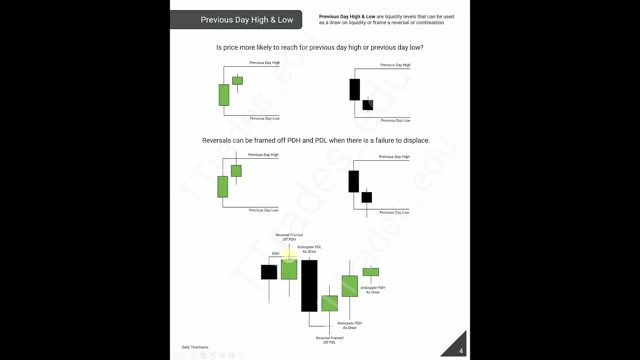 Previous Day High & Low
Previous Day High & Low are liquidity levels that can be used
as a draw on liquidity or frame a reversal or continuation.
Is price more likely to reach for previous day high or previous day low?
Previous Day High
Previous Day High
Previous Day Low
Previous Day Low
Reversals can be framed off PDH and PDL when there is a failure to displace.
Previous Day High
Previous Day High
Previous Day Low
Previous Day Low
Reversal Framed
Off PDH
PDH
Anticipate PDL
As Draw
Anticipate PDH
As Draw
Anticipate PDH
As Draw
Reversal Framed
Off PDL
Daily Timeframe
4
TTrades_edu